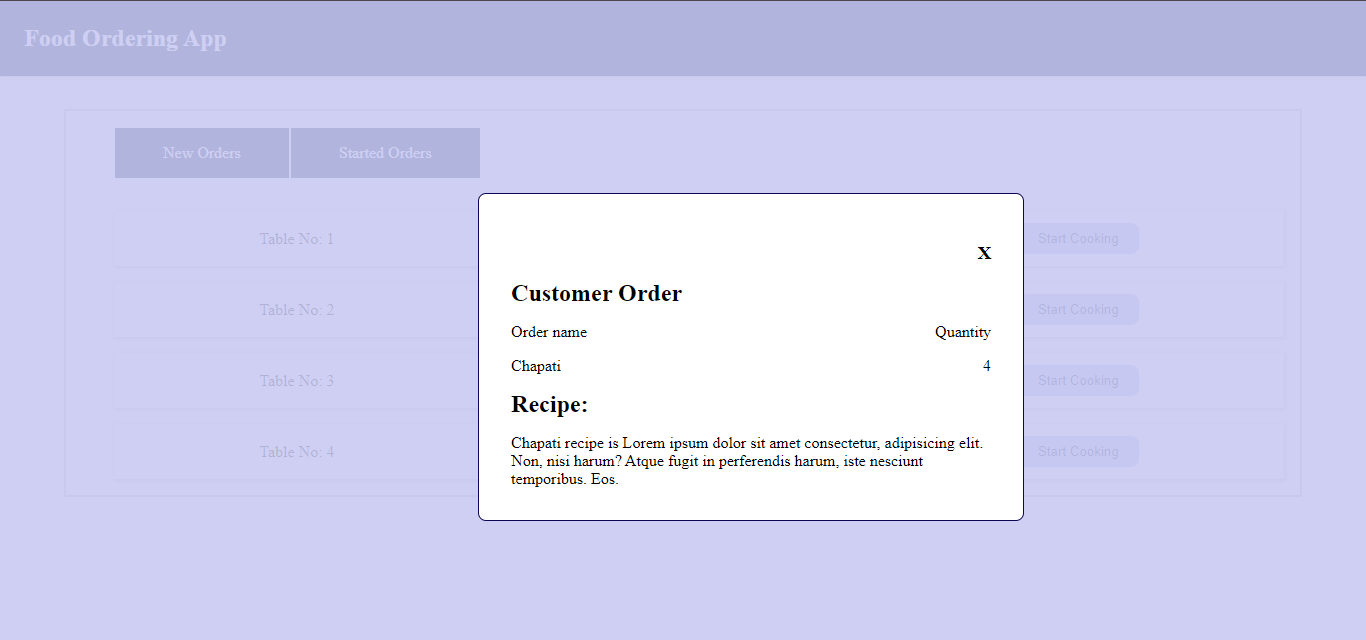 Food Ordering App
New Orders Started Orders
Table No: 1 Start Cooking
Table No: 2 Start Cooking
Table No: 3 Start Cooking
Table No: 4 Start Cooking
X
Customer Order
Order name Quantity
Chapati 4
Recipe:
Chapati recipe is Lorem ipsum dolor sit amet consectetur, adipisicing elit.
Non, nisi harum? Atque fugit in perferendis harum, iste nesciunt
temporibus. Eos.